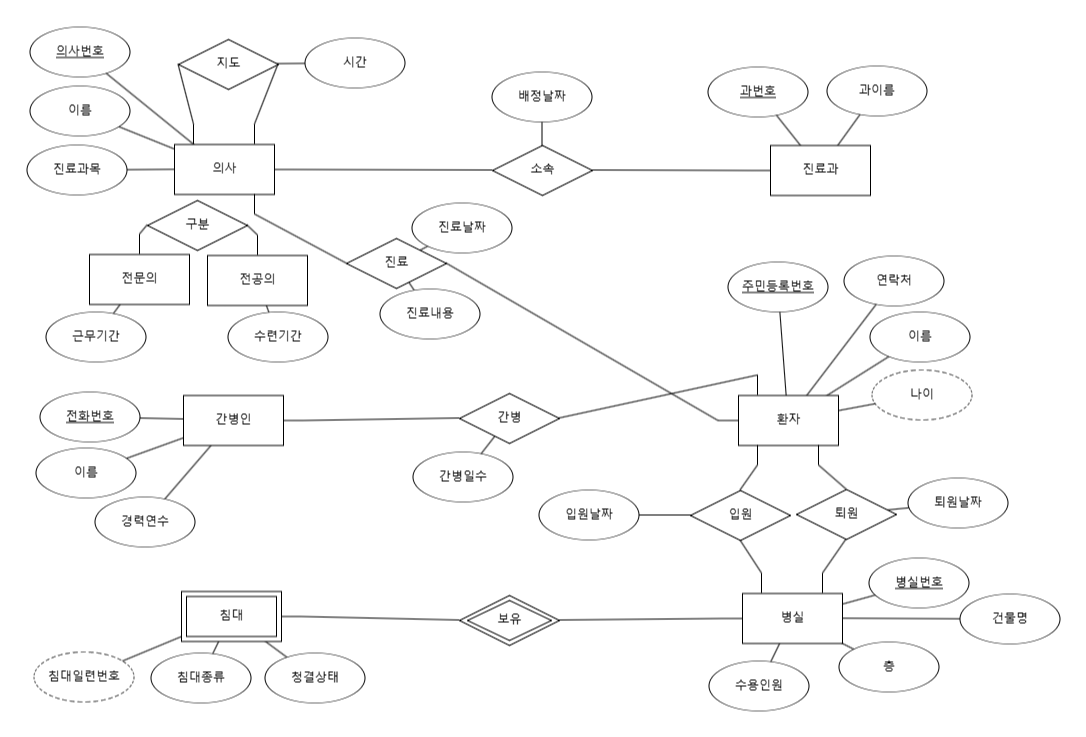 의사번호
지도
시간
이름
배정날짜
과번호
과이름
진료과목
의사
소속
진료과
구분
진료날짜
전문의
전공의
진료
진료내용
근무기간
수련기간
주민등록번호
연락처
이름
나이
전화번호
간병인
간병
환자
이름
간병일수
경력연수
입원날짜
입원
퇴원
퇴원날짜
침대
보유
병실
병실번호
건물명
침대일련번호
침대종류
청결상태
수용인원
층